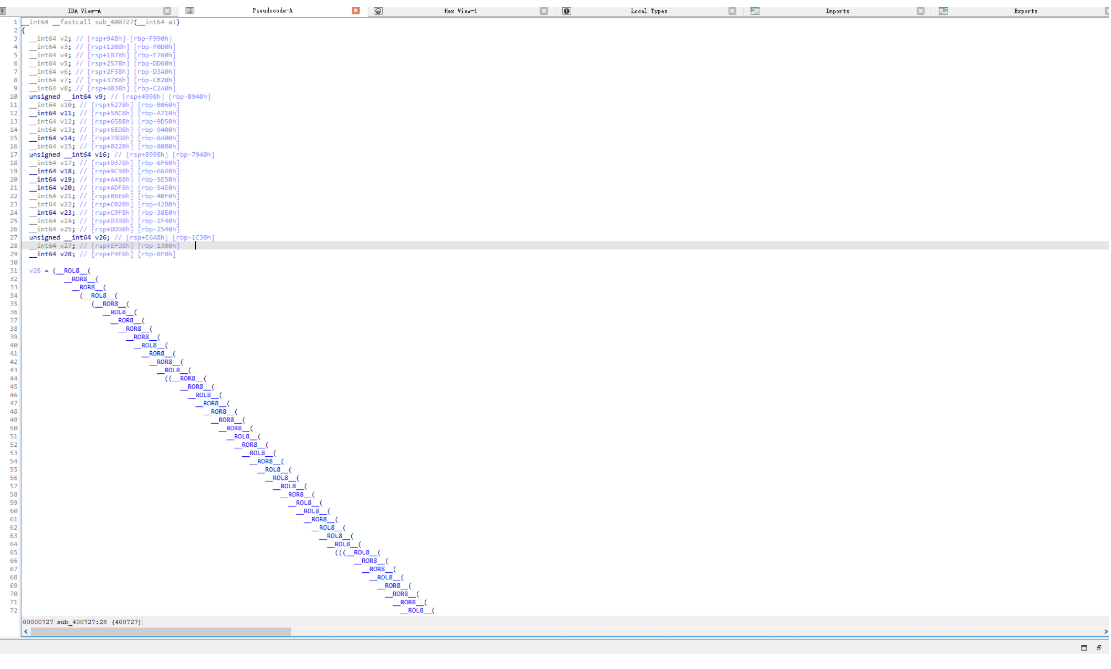 IDA View-A Pseudocode-A Hex View-1 Local Types Imports Exports
1 __int64 __fastcall sub_400727(__int64 a1)
2 {
3 __int64 v2; // [rsp+948h] [rbp-F990h]
4 __int64 v3; // [rsp+1208h] [rbp-F0D0h]
5 __int64 v4; // [rsp+1B78h] [rbp-E760h]
6 __int64 v5; // [rsp+2578h] [rbp-DD60h]
7 __int64 v6; // [rsp+2F38h] [rbp-D3A0h]
8 __int64 v7; // [rsp+37B8h] [rbp-CB20h]
9 __int64 v8; // [rsp+4038h] [rbp-C2A0h]
10 unsigned __int64 v9; // [rsp+4998h] [rbp-B940h]
11 __int64 v10; // [rsp+5278h] [rbp-B060h]
12 __int64 v11; // [rsp+5BC8h] [rbp-A710h]
13 __int64 v12; // [rsp+6588h] [rbp-9D50h]
14 __int64 v13; // [rsp+6ED8h] [rbp-9400h]
15 __int64 v14; // [rsp+78D8h] [rbp-8A00h]
16 __int64 v15; // [rsp+8228h] [rbp-80B0h]
17 unsigned __int64 v16; // [rsp+8998h] [rbp-7940h]
18 __int64 v17; // [rsp+9378h] [rbp-6F60h]
19 __int64 v18; // [rsp+9C98h] [rbp-6640h]
20 __int64 v19; // [rsp+A488h] [rbp-5E50h]
21 __int64 v20; // [rsp+ADF8h] [rbp-54E0h]
22 __int64 v21; // [rsp+B6E8h] [rbp-4BF0h]
23 __int64 v22; // [rsp+C028h] [rbp-42B0h]
24 __int64 v23; // [rsp+C9F8h] [rbp-38E0h]
25 __int64 v24; // [rsp+D398h] [rbp-2F40h]
26 __int64 v25; // [rsp+DD98h] [rbp-2540h]
27 unsigned __int64 v26; // [rsp+E6A8h] [rbp-1C30h]
28 __int64 v27; // [rsp+EFD8h] [rbp-1300h]
29 __int64 v28; // [rsp+F9E8h] [rbp-8F0h]
30
31 v28 = (__ROL8__(
32 __ROR8__(
33 __ROR8__(
34 (__ROL8__(
35 (__ROR8__(
36 __ROL8__(
37 __ROR8__(
38 __ROR8__(
39 __ROR8__(
40 __ROL8__(
41 __ROR8__(
42 __ROR8__(
43 __ROL8__(
44 ((__ROR8__(
45 __ROR8__(
46 __ROL8__(
47 __ROR8__(
48 __ROR8__(
49 __ROR8__(
50 __ROR8__(
51 __ROL8__(
52 __ROR8__(
53 __ROL8__(
54 __ROR8__(
55 __ROL8__(
56 __ROL8__(
57 __ROL8__(
58 __ROR8__(
59 __ROL8__(
60 __ROL8__(
61 __ROR8__(
62 __ROL8__(
63 __ROL8__(
64 __ROL8__(
65 (((__ROL8__(
66 __ROR8__(
67 __ROR8__(
68 __ROL8__(
69 __ROR8__(
70 __ROR8__(
71 __ROR8__(
72 __ROL8__(
00000727 sub_400727:28 (400727)